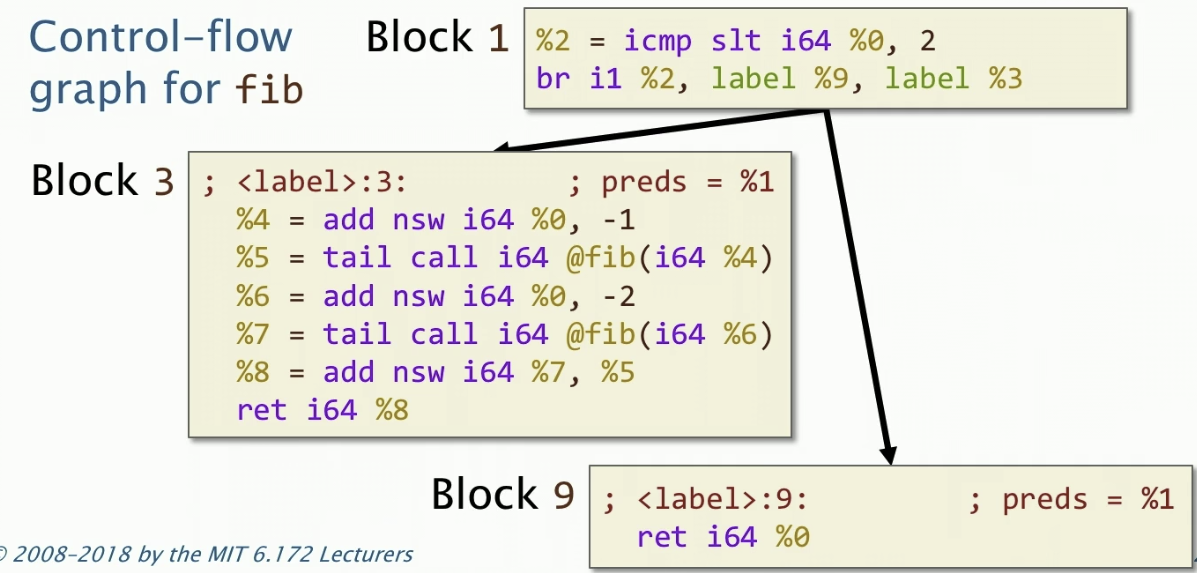 Control-flow
graph for fib
Block 1
%2 = icmp slt i64 %0, 2
br i1 %2, label %9, label %3
Block 3
; <label>:3: ; preds = %1
%4 = add nsw i64 %0, -1
%5 = tail call i64 @fib(i64 %4)
%6 = add nsw i64 %0, -2
%7 = tail call i64 @fib(i64 %6)
%8 = add nsw i64 %7, %5
ret i64 %8
Block 9
; <label>:9: ; preds = %1
ret i64 %0
© 2008-2018 by the MIT 6.172 Lecturers